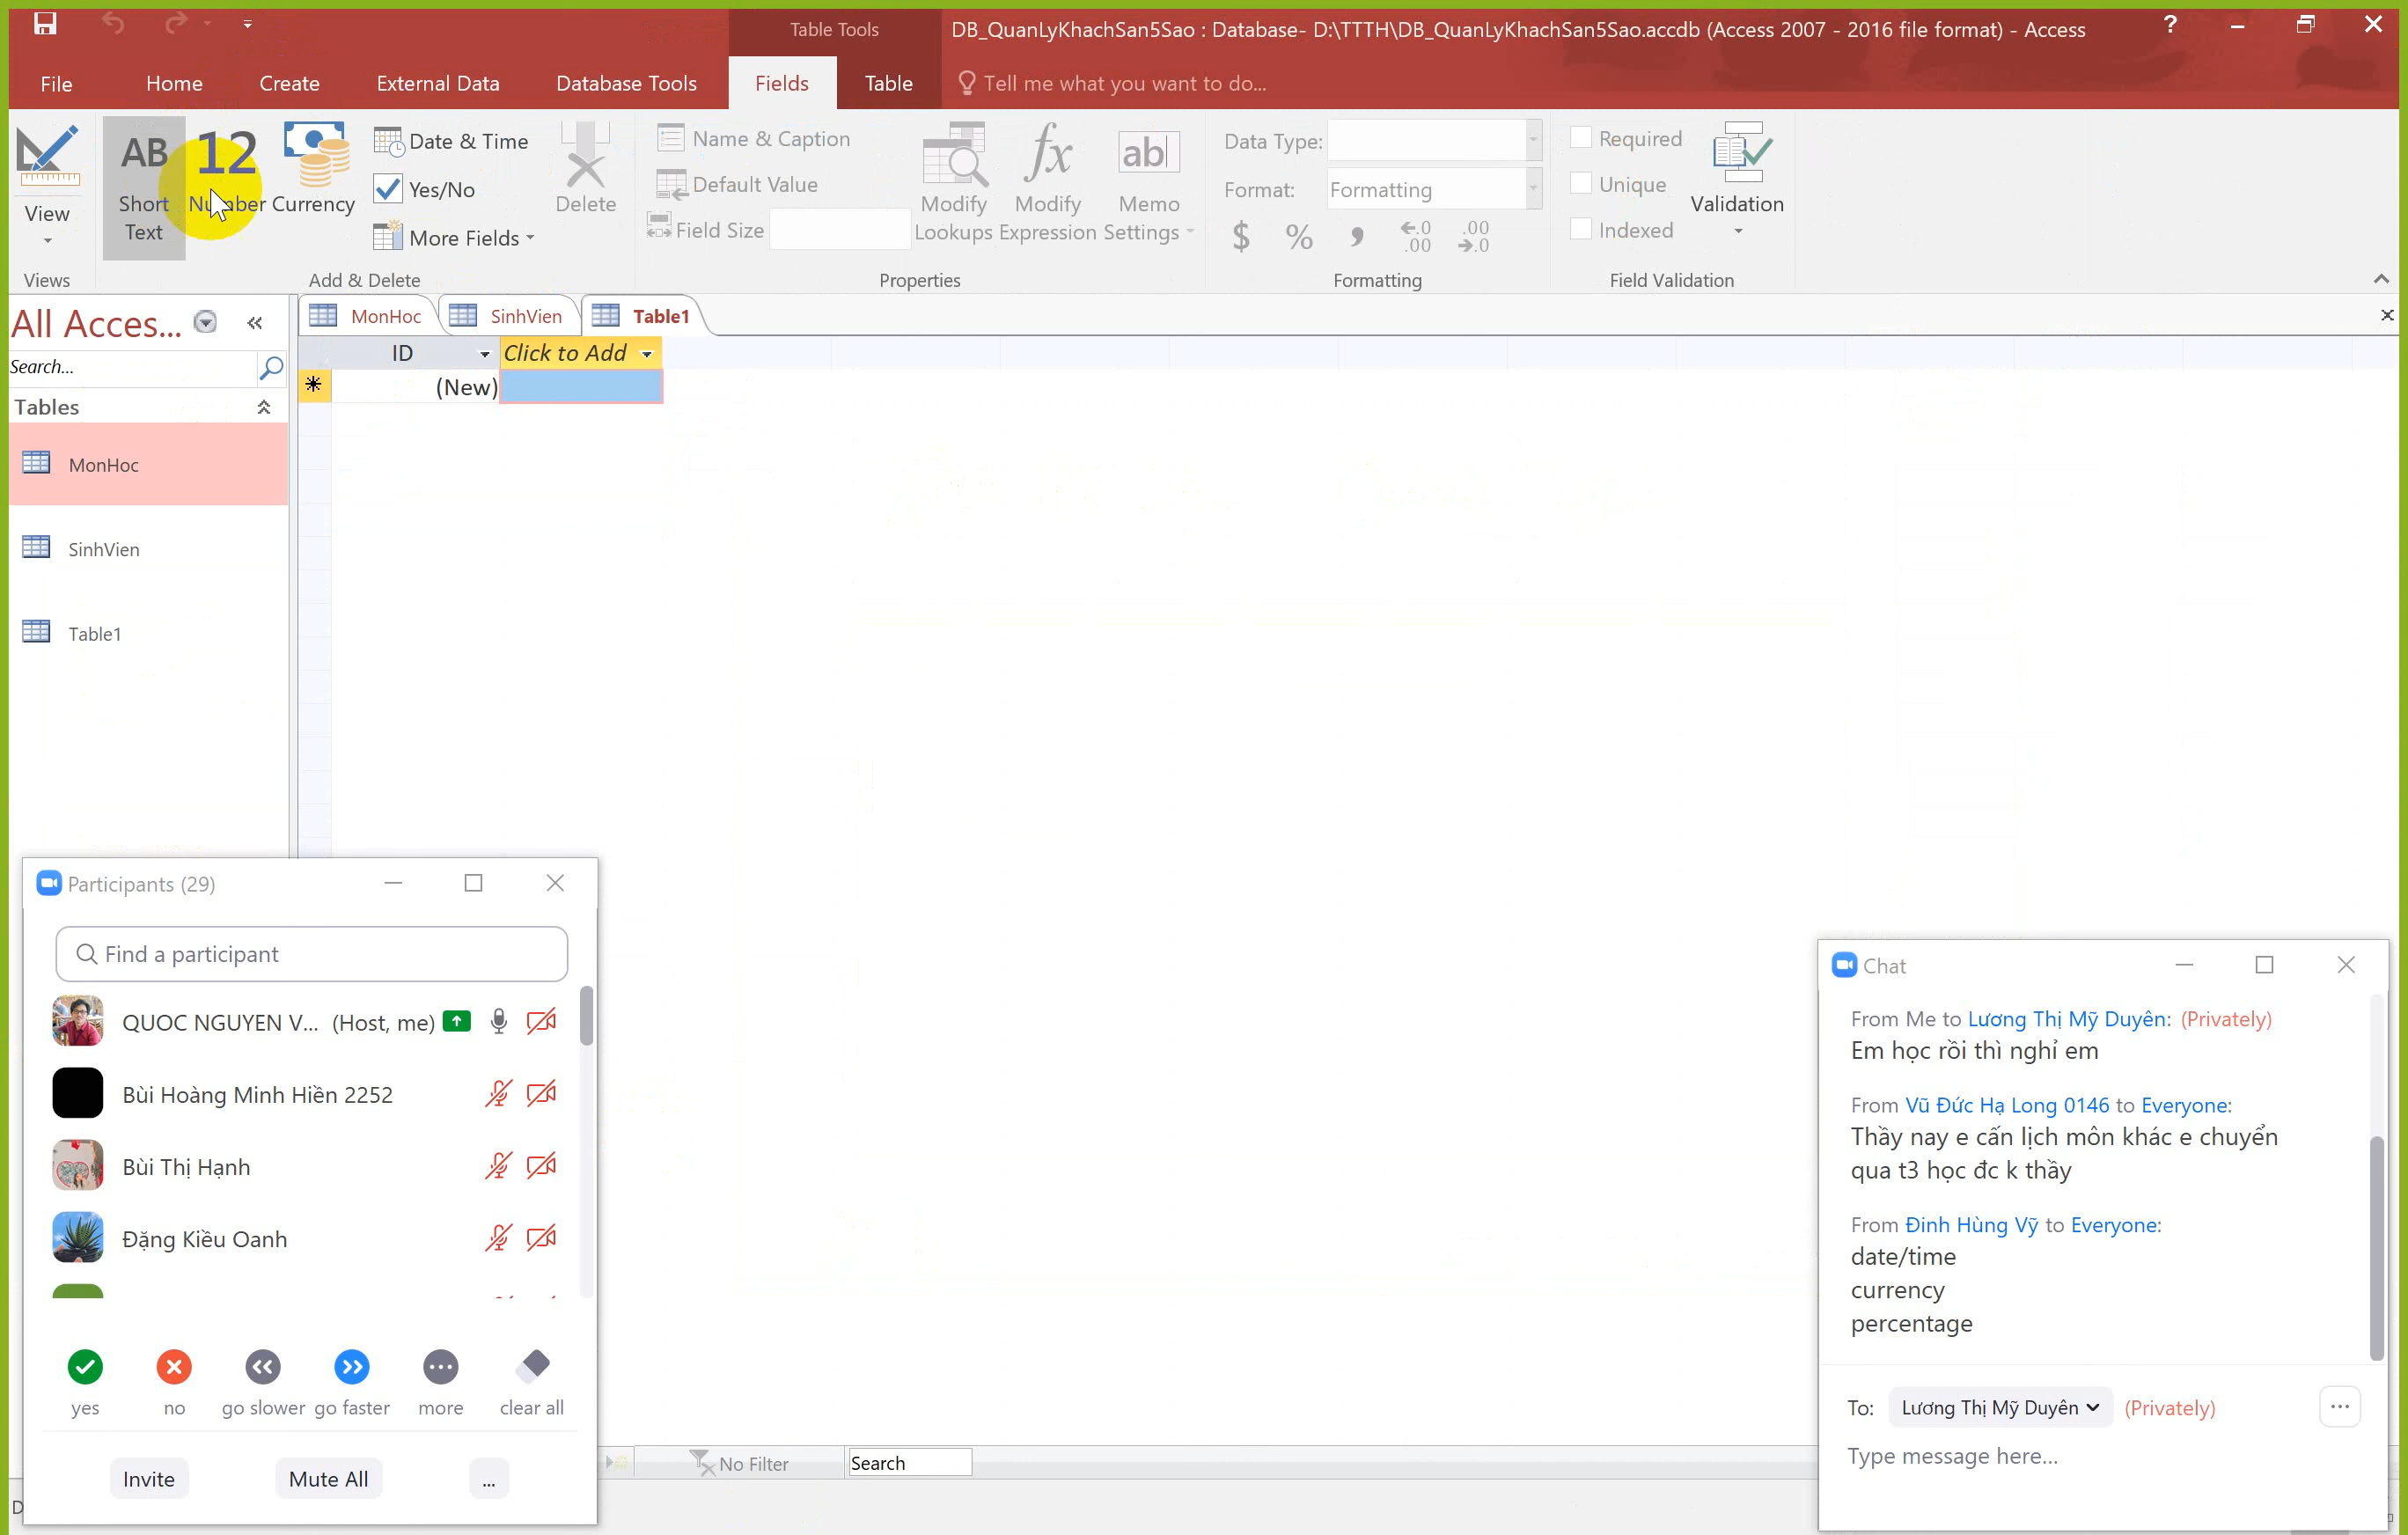 Table Tools
DB_QuanLyKhachSan5Sao : Database- D:\TTTH\DB_QuanLyKhachSan5Sao.accdb (Access 2007 - 2016 file format) - Access
File Home Create External Data Database Tools Fields Table Tell me what you want to do...
View
Views
AB
Short Text
12
Number
Currency
Date & Time
Yes/No
More Fields
Delete
Add & Delete
Name & Caption
Default Value
Field Size
Modify Lookups
fx
Modify Expression
ab
Memo Settings
Properties
Data Type:
Format: Formatting
$ % , ←.0 .00 .00 →.0
Formatting
Required
Unique
Indexed
Validation
Field Validation
All Acces...
Search...
Tables
MonHoc
SinhVien
Table1
MonHoc SinhVien Table1
ID Click to Add
(New)
Participants (29)
Find a participant
QUOC NGUYEN V... (Host, me)
Bùi Hoàng Minh Hiền 2252
Bùi Thị Hạnh
Đặng Kiều Oanh
yes no go slower go faster more clear all
Invite Mute All ...
No Filter Search
Chat
From Me to Lương Thị Mỹ Duyên: (Privately)
Em học rồi thì nghỉ em
From Vũ Đức Hạ Long 0146 to Everyone:
Thầy nay e cấn lịch môn khác e chuyển
qua t3 học đc k thầy
From Đinh Hùng Vỹ to Everyone:
date/time
currency
percentage
To: Lương Thị Mỹ Duyên (Privately)
Type message here...